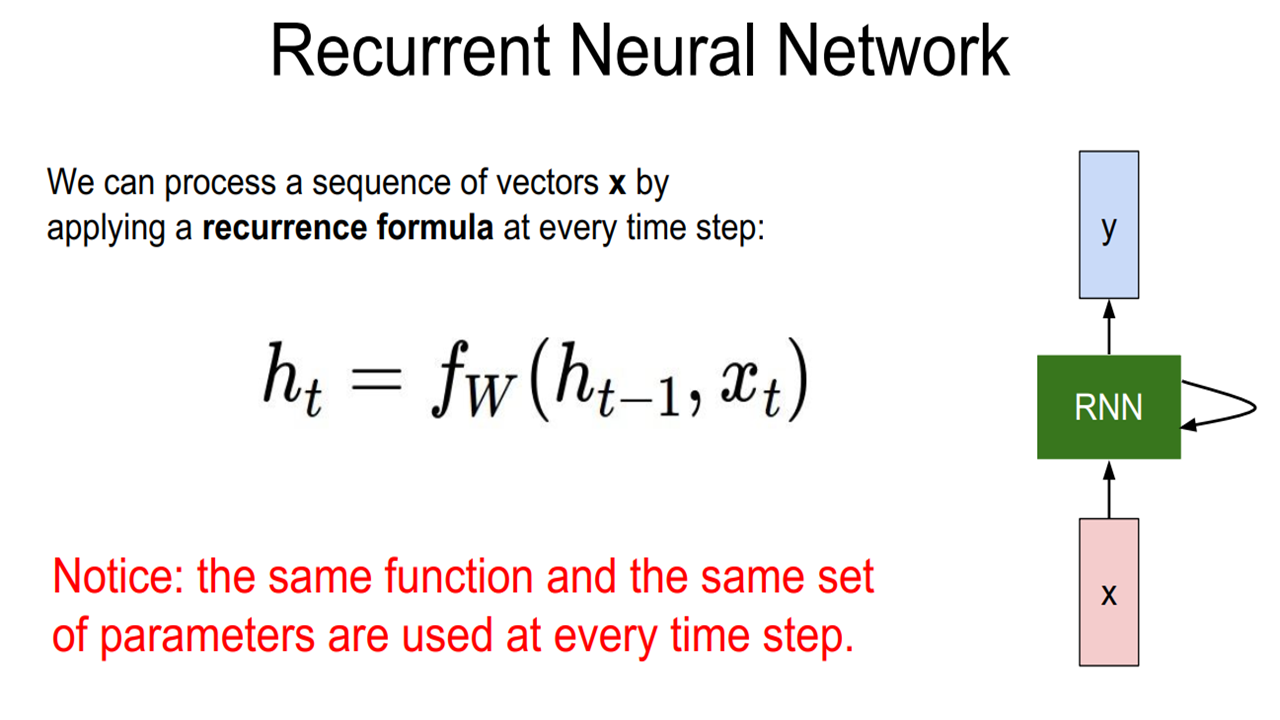 Recurrent Neural Network
We can process a sequence of vectors x by
applying a recurrence formula at every time step:
h_t = f_W(h_{t-1}, x_t)
Notice: the same function and the same set
of parameters are used at every time step.
y
RNN
x